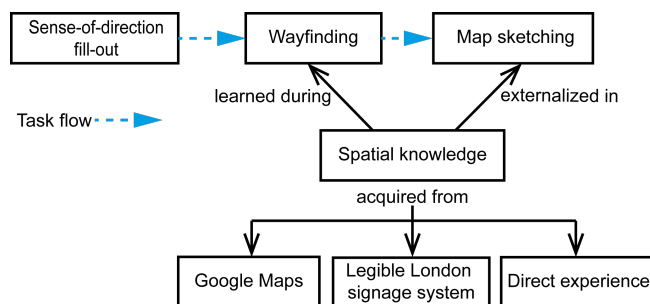 Sense-of-direction
fill-out
Wayfinding
Map sketching
learned during
externalized in
Task flow
Spatial knowledge
acquired from
Google Maps
Legible London
signage system
Direct experience